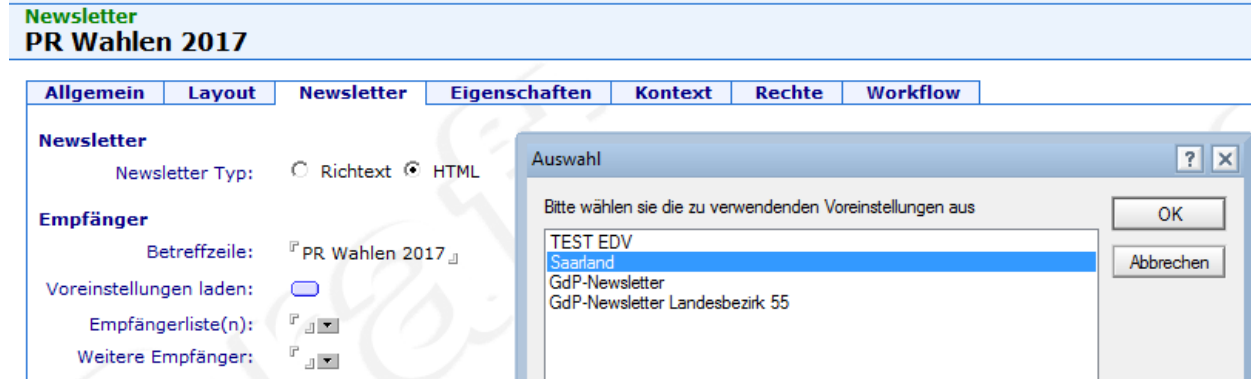 Newsletter
PR Wahlen 2017
Allgemein Layout Newsletter Eigenschaften Kontext Rechte Workflow
Newsletter
Newsletter Typ: Richtext HTML
Empfänger
Betreffzeile: PR Wahlen 2017
Voreinstellungen laden:
Empfängerliste(n):
Weitere Empfänger:
Auswahl
Bitte wählen sie die zu verwendenden Voreinstellungen aus
TEST EDV
Saarland
GdP-Newsletter
GdP-Newsletter Landesbezirk 55
OK
Abbrechen